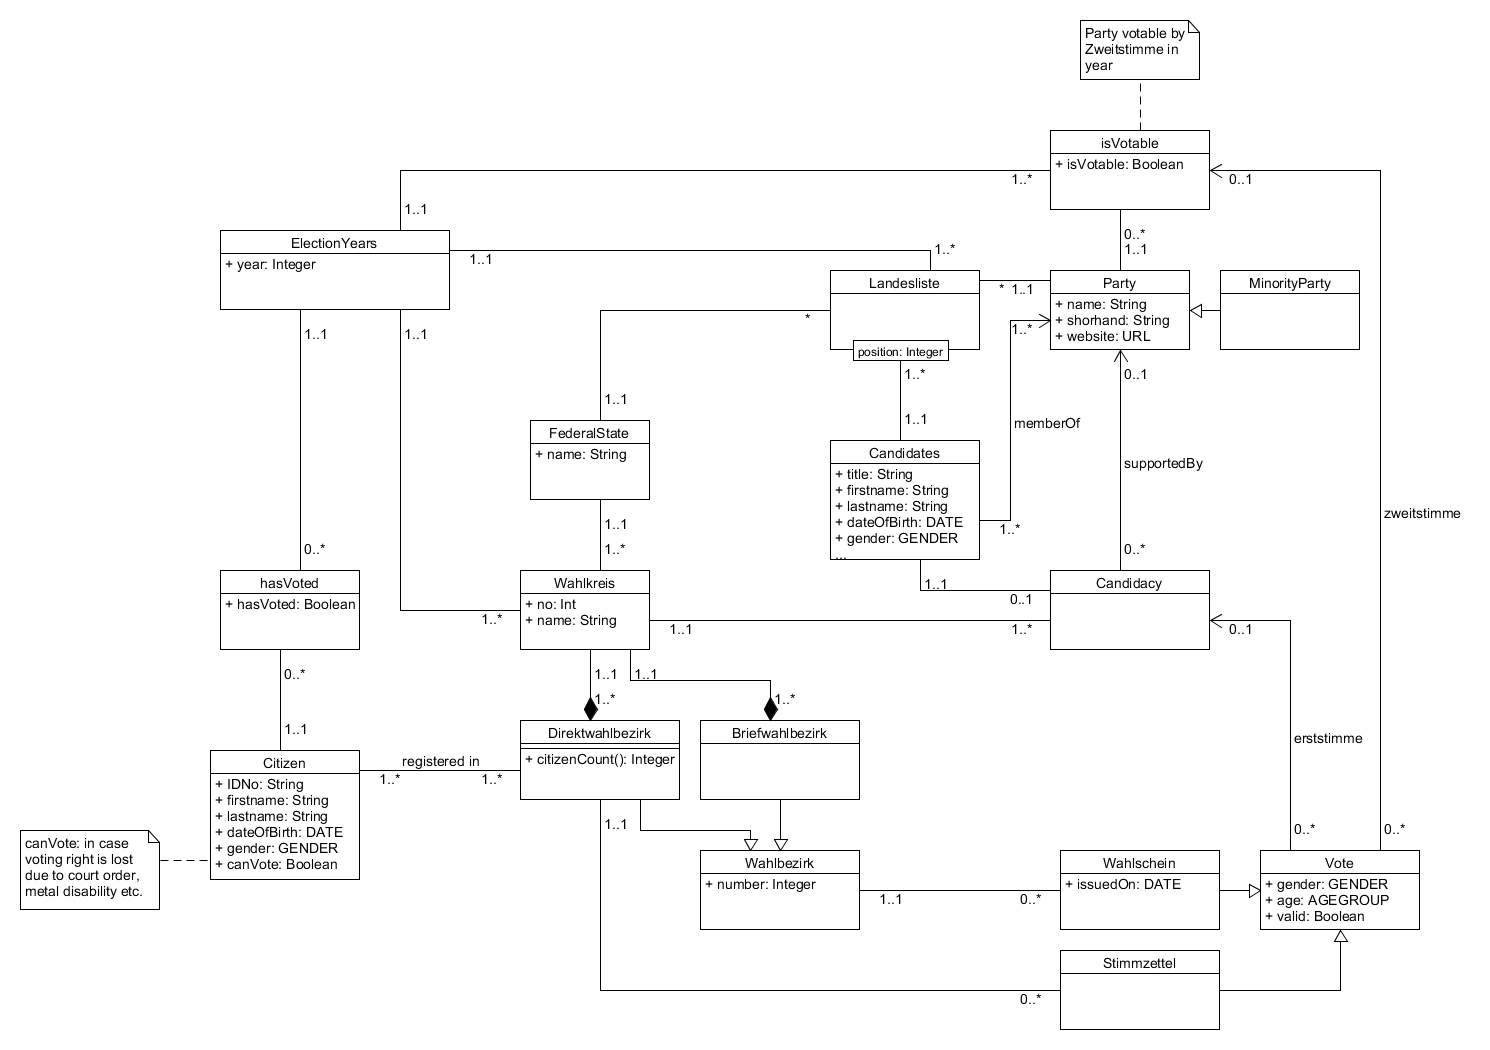 Party votable by
Zweitstimme in
year
isVotable
+ isVotable: Boolean
1..*
0..1
1..1
0..*
1..1
ElectionYears
+ year: Integer
1..1
1..*
Landesliste
position: Integer
* 1..1
Party
+ name: String
+ shorhand: String
+ website: URL
MinorityParty
*
1..*
1..1
1..1
1..*
0..1
1..1
1..1
memberOf
FederalState
+ name: String
Candidates
+ title: String
+ firstname: String
+ lastname: String
+ dateOfBirth: DATE
+ gender: GENDER
...
supportedBy
zweitstimme
1..1
1..*
1..*
0..*
0..*
hasVoted
+ hasVoted: Boolean
Wahlkreis
+ no: Int
+ name: String
Candidacy
1..1
0..1
1..*
1..1
1..*
0..1
0..*
1..1
1..1
1..*
1..*
1..1
Direktwahlbezirk
+ citizenCount(): Integer
Briefwahlbezirk
erststimme
Citizen
+ IDNo: String
+ firstname: String
+ lastname: String
+ dateOfBirth: DATE
+ gender: GENDER
+ canVote: Boolean
registered in
1..*
1..*
canVote: in case
voting right is lost
due to court order,
metal disability etc.
1..1
0..*
0..*
Wahlbezirk
+ number: Integer
Wahlschein
+ issuedOn: DATE
Vote
+ gender: GENDER
+ age: AGEGROUP
+ valid: Boolean
1..1
0..*
Stimmzettel
0..*